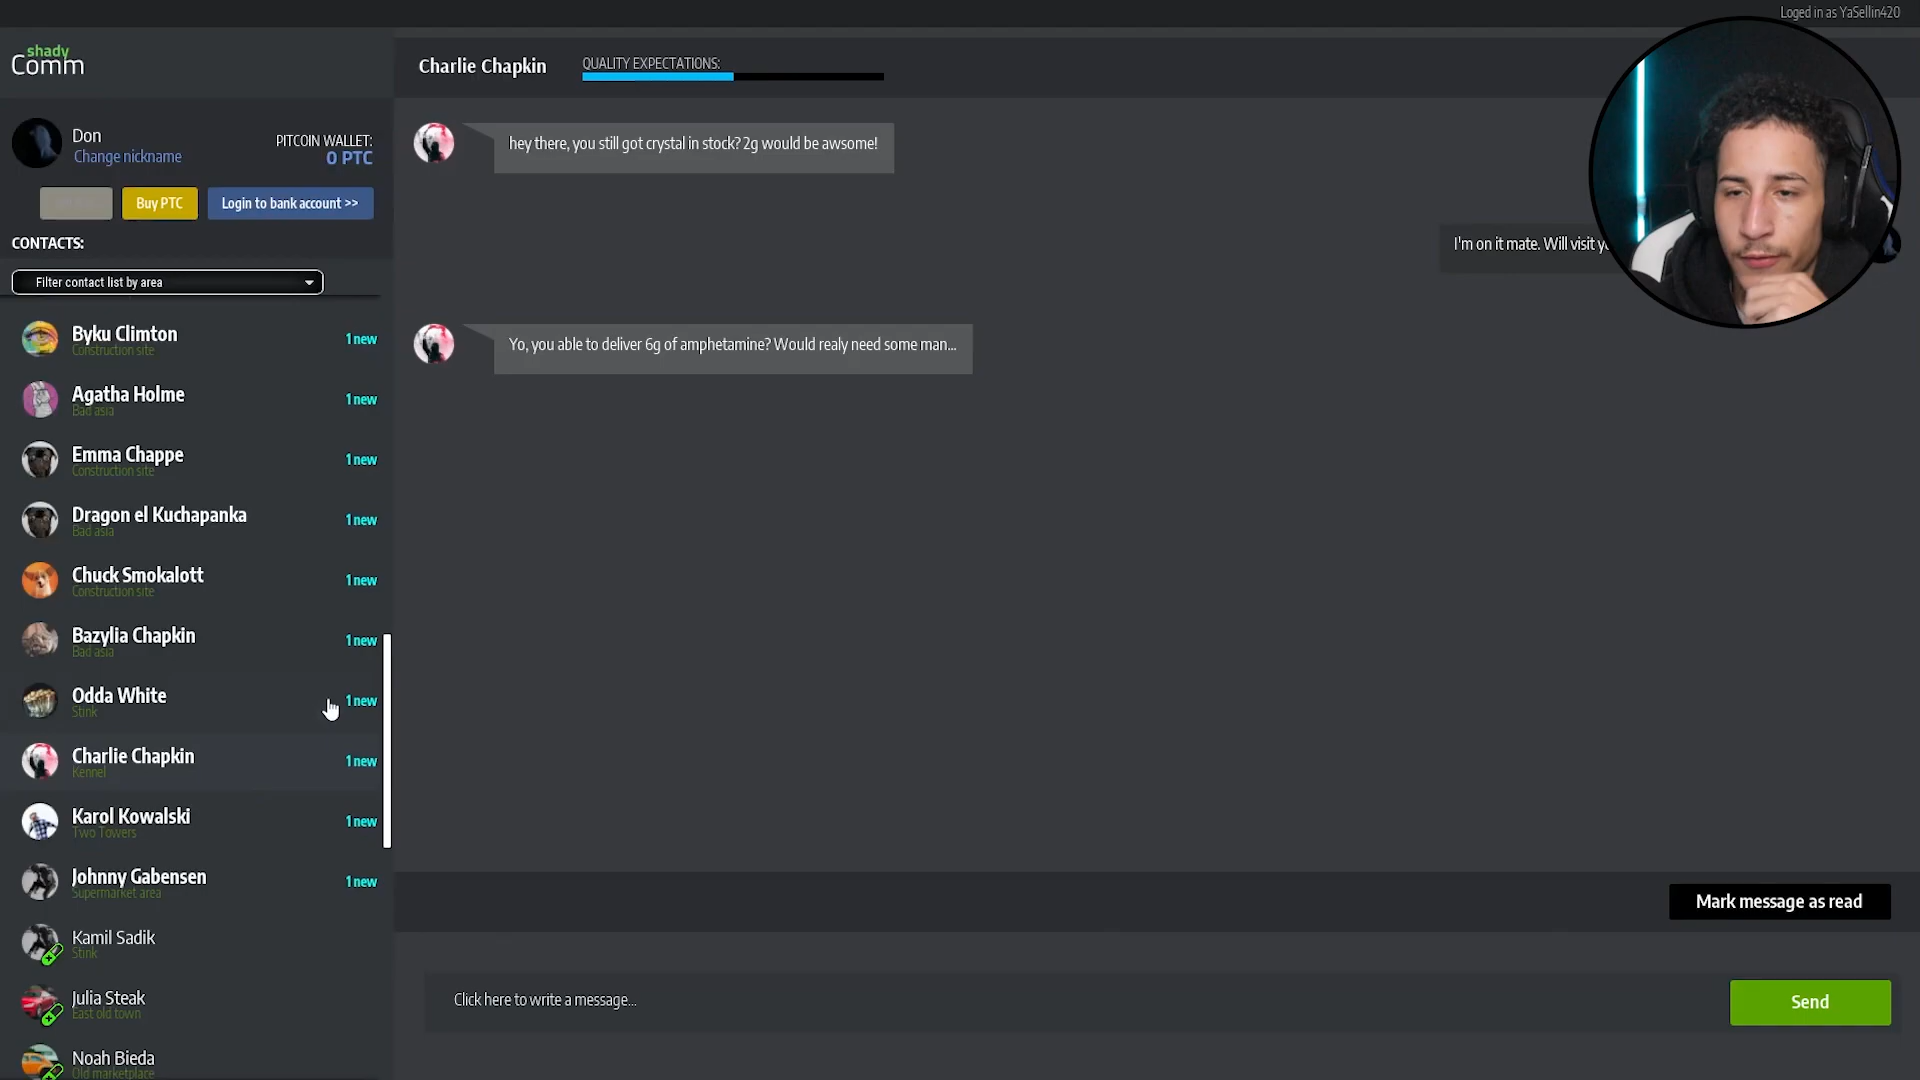 Loged in as YaSellin420
shady
Comm
Don
Change nickname
PITCOIN WALLET:
0 PTC
Buy PTC
Login to bank account >>
CONTACTS:
Filter contact list by area
Byku Climton
Construction site
1 new
Agatha Holme
Bad asia
1 new
Emma Chappe
Construction site
1 new
Dragon el Kuchapanka
Bad asia
1 new
Chuck Smokalott
Construction site
1 new
Bazylia Chapkin
Bad asia
1 new
Odda White
Stink
1 new
Charlie Chapkin
Kennel
1 new
Karol Kowalski
Two Towers
1 new
Johnny Gabensen
Supermarket area
1 new
Kamil Sadik
Stink
Julia Steak
East old town
Noah Bieda
Old marketplace
Charlie Chapkin
QUALITY EXPECTATIONS:
hey there, you still got crystal in stock? 2g would be awsome!
I'm on it mate. Will visit
Yo, you able to deliver 6g of amphetamine? Would realy need some man...
Mark message as read
Click here to write a message...
Send